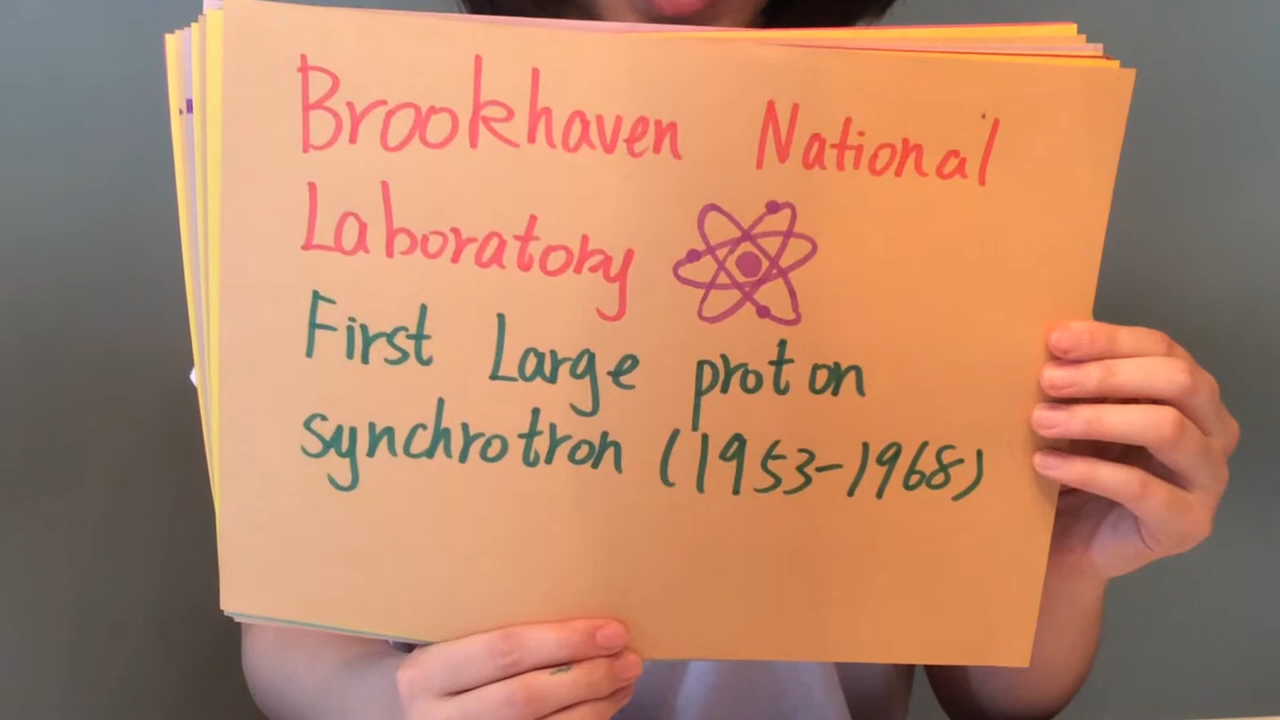 Brookhaven National
Laboratory
First Large proton
synchrotron (1953-1968)